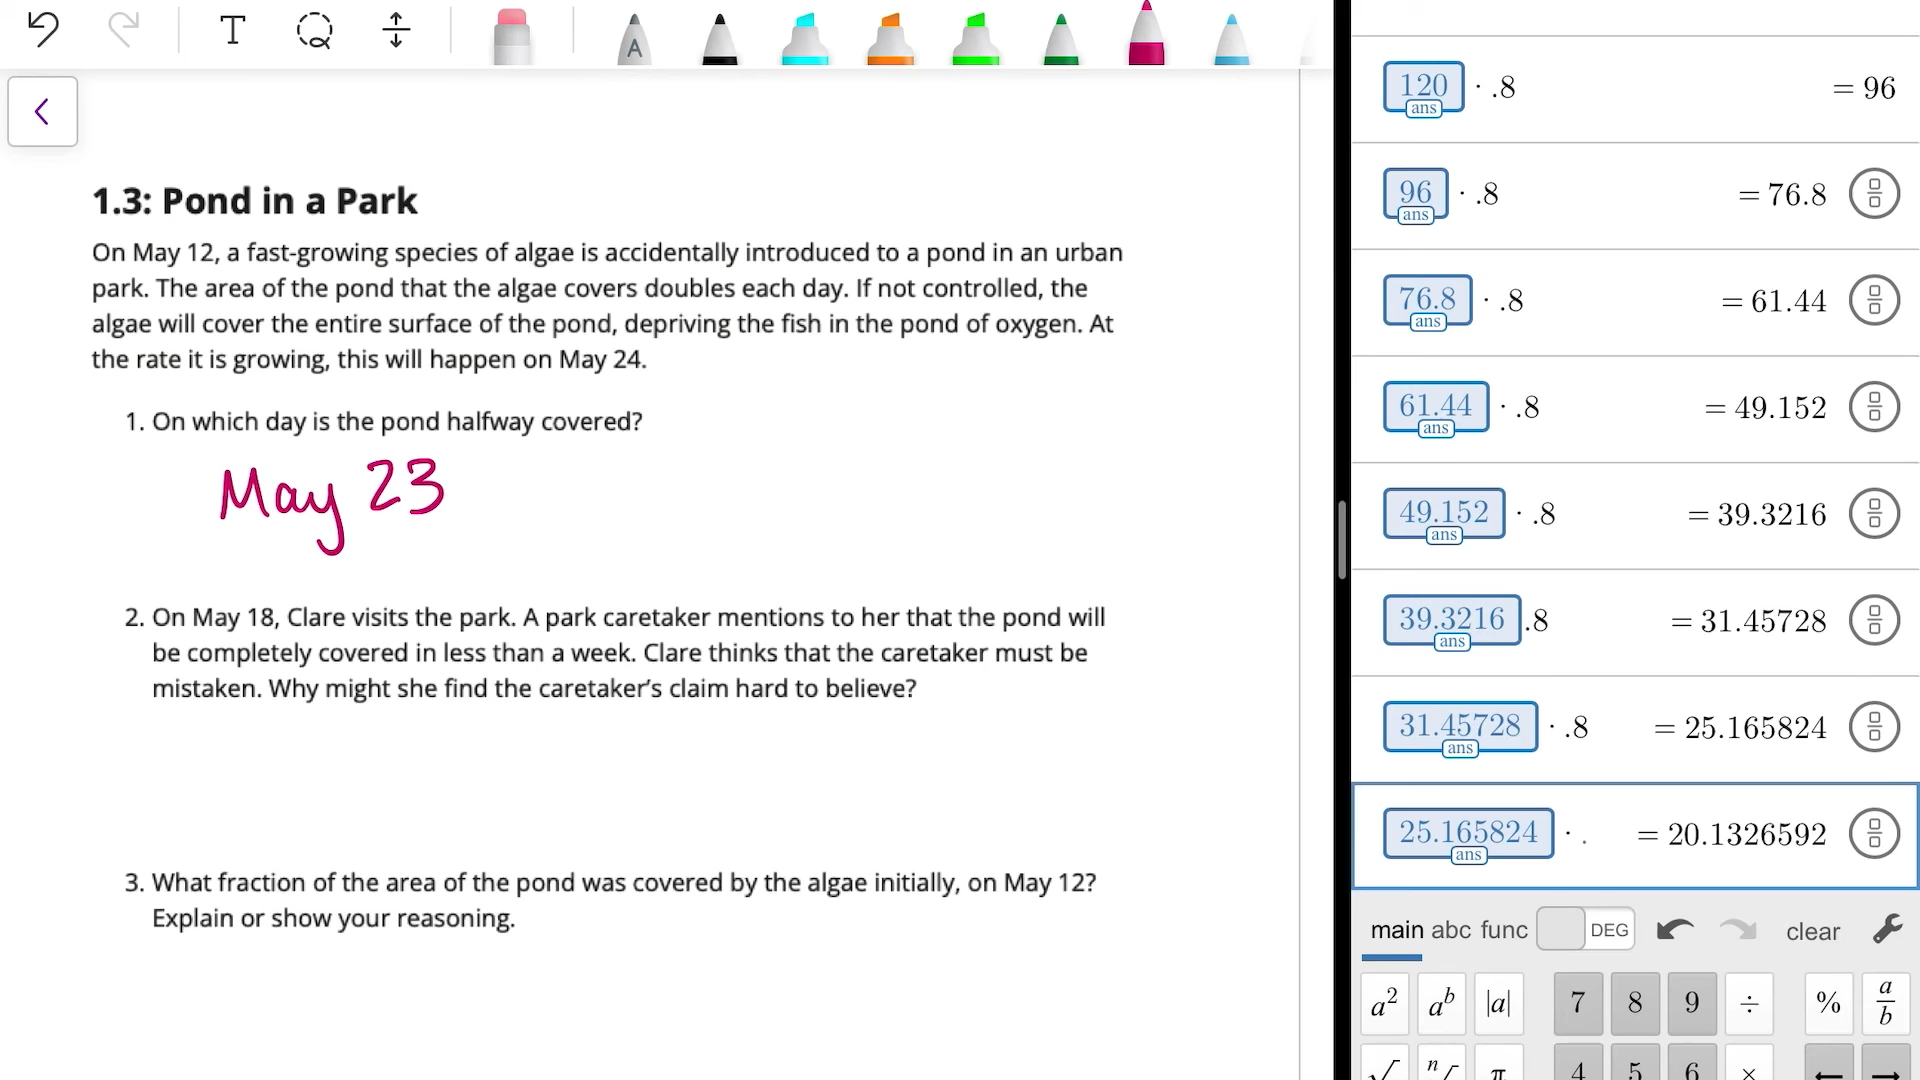 T
A
1.3: Pond in a Park
On May 12, a fast-growing species of algae is accidentally introduced to a pond in an urban
park. The area of the pond that the algae covers doubles each day. If not controlled, the
algae will cover the entire surface of the pond, depriving the fish in the pond of oxygen. At
the rate it is growing, this will happen on May 24.
1. On which day is the pond halfway covered?
May 23
2. On May 18, Clare visits the park. A park caretaker mentions to her that the pond will
be completely covered in less than a week. Clare thinks that the caretaker must be
mistaken. Why might she find the caretaker's claim hard to believe?
3. What fraction of the area of the pond was covered by the algae initially, on May 12?
Explain or show your reasoning.
120 · .8 = 96
ans
96 · .8 = 76.8
ans
76.8 · .8 = 61.44
ans
61.44 · .8 = 49.152
ans
49.152 · .8 = 39.3216
ans
39.3216 .8 = 31.45728
ans
31.45728 · .8 = 25.165824
ans
25.165824 · . = 20.1326592
ans
main abc func DEG clear
a² aᵇ |a| 7 8 9 ÷ % a/b
√ ⁿ√ π 4 5 6 × ← →